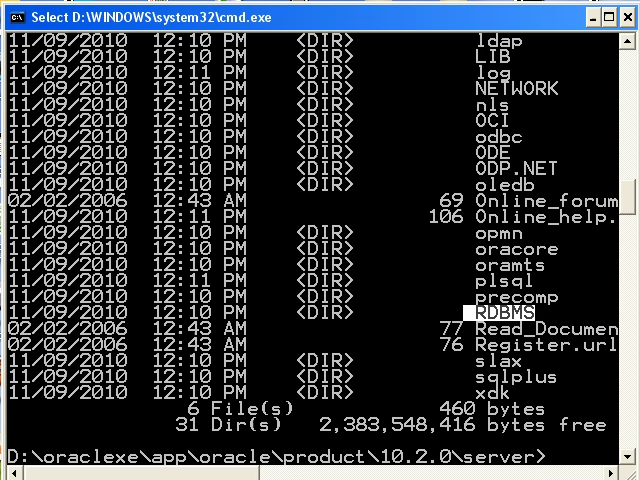 Select D:\WINDOWS\system32\cmd.exe
11/09/2010 12:10 PM <DIR> ldap
11/09/2010 12:10 PM <DIR> LIB
11/09/2010 12:11 PM <DIR> log
11/09/2010 12:10 PM <DIR> NETWORK
11/09/2010 12:10 PM <DIR> nls
11/09/2010 12:10 PM <DIR> OCI
11/09/2010 12:10 PM <DIR> odbc
11/09/2010 12:10 PM <DIR> ODE
11/09/2010 12:10 PM <DIR> ODP.NET
11/09/2010 12:10 PM <DIR> oledb
02/02/2006 12:43 AM 69 Online_forum
11/09/2010 12:11 PM 106 Online_help.
11/09/2010 12:10 PM <DIR> opmn
11/09/2010 12:10 PM <DIR> oracore
11/09/2010 12:10 PM <DIR> oramts
11/09/2010 12:11 PM <DIR> plsql
11/09/2010 12:10 PM <DIR> precomp
11/09/2010 12:10 PM <DIR> RDBMS
02/02/2006 12:43 AM 77 Read_Documen
02/02/2006 12:43 AM 76 Register.url
11/09/2010 12:10 PM <DIR> slax
11/09/2010 12:10 PM <DIR> sqlplus
11/09/2010 12:10 PM <DIR> xdk
6 File(s) 460 bytes
31 Dir(s) 2,383,548,416 bytes free
D:\oraclexe\app\oracle\product\10.2.0\server>